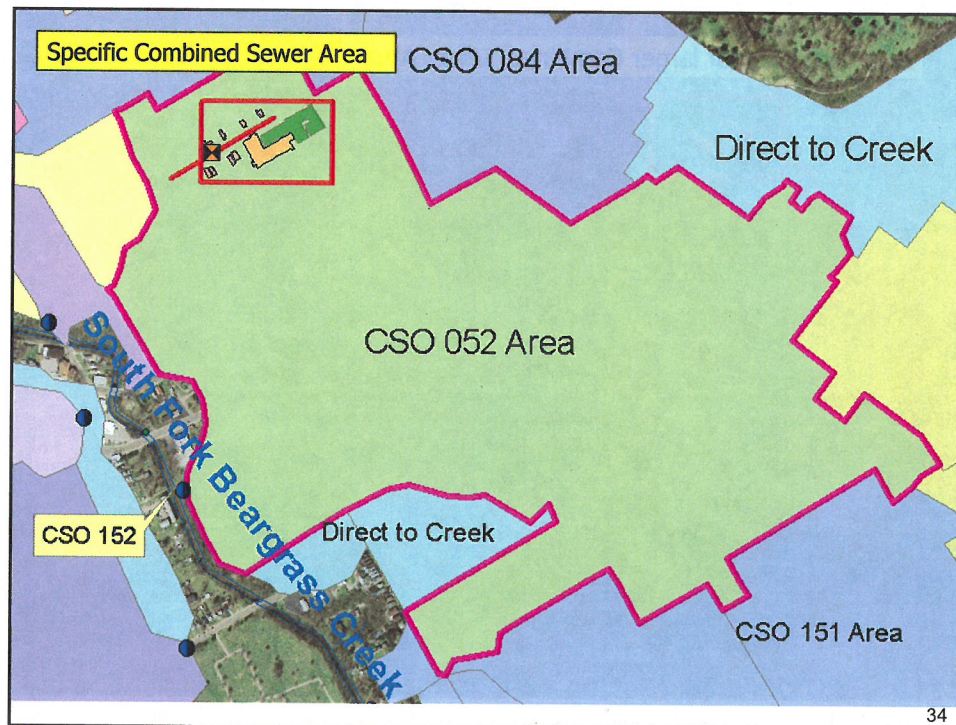 Specific Combined Sewer Area
CSO 084 Area
Direct to Creek
CSO 052 Area
South Fork Beargrass Creek
CSO 152
Direct to Creek
CSO 151 Area
34